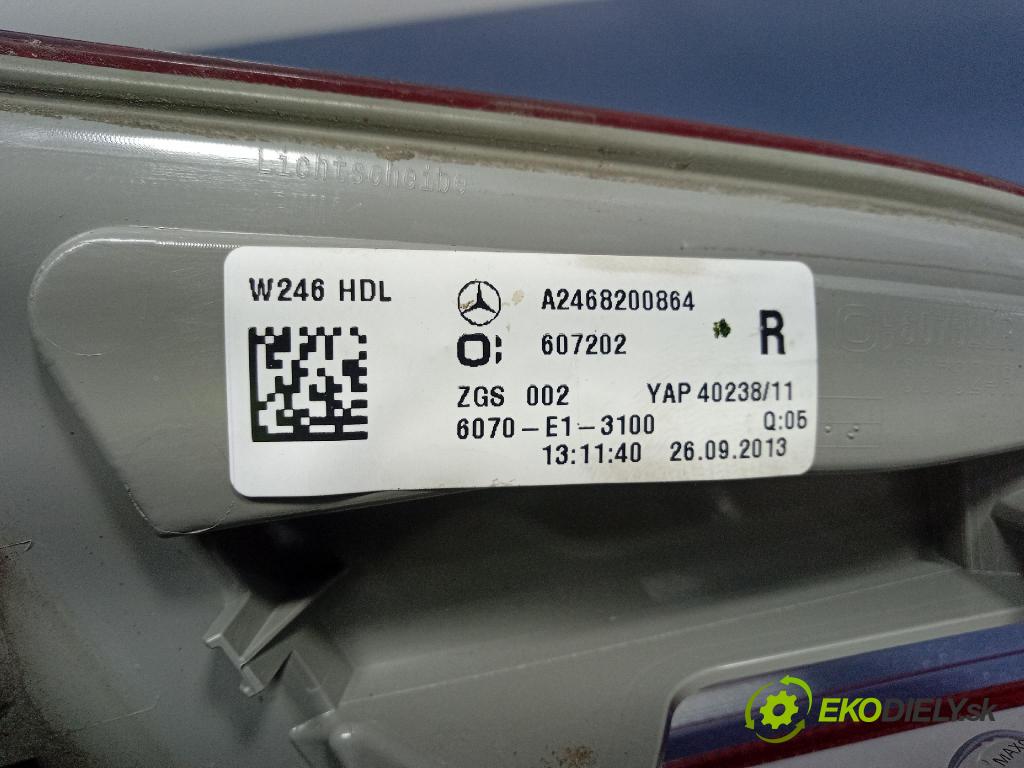 Lichtscheibe
W246 HDL
A2468200864
607202
R
ZGS 002 YAP 40238/11
6070-E1-3100 Q:05
13:11:40 26.09.2013
EKODIELY.sk